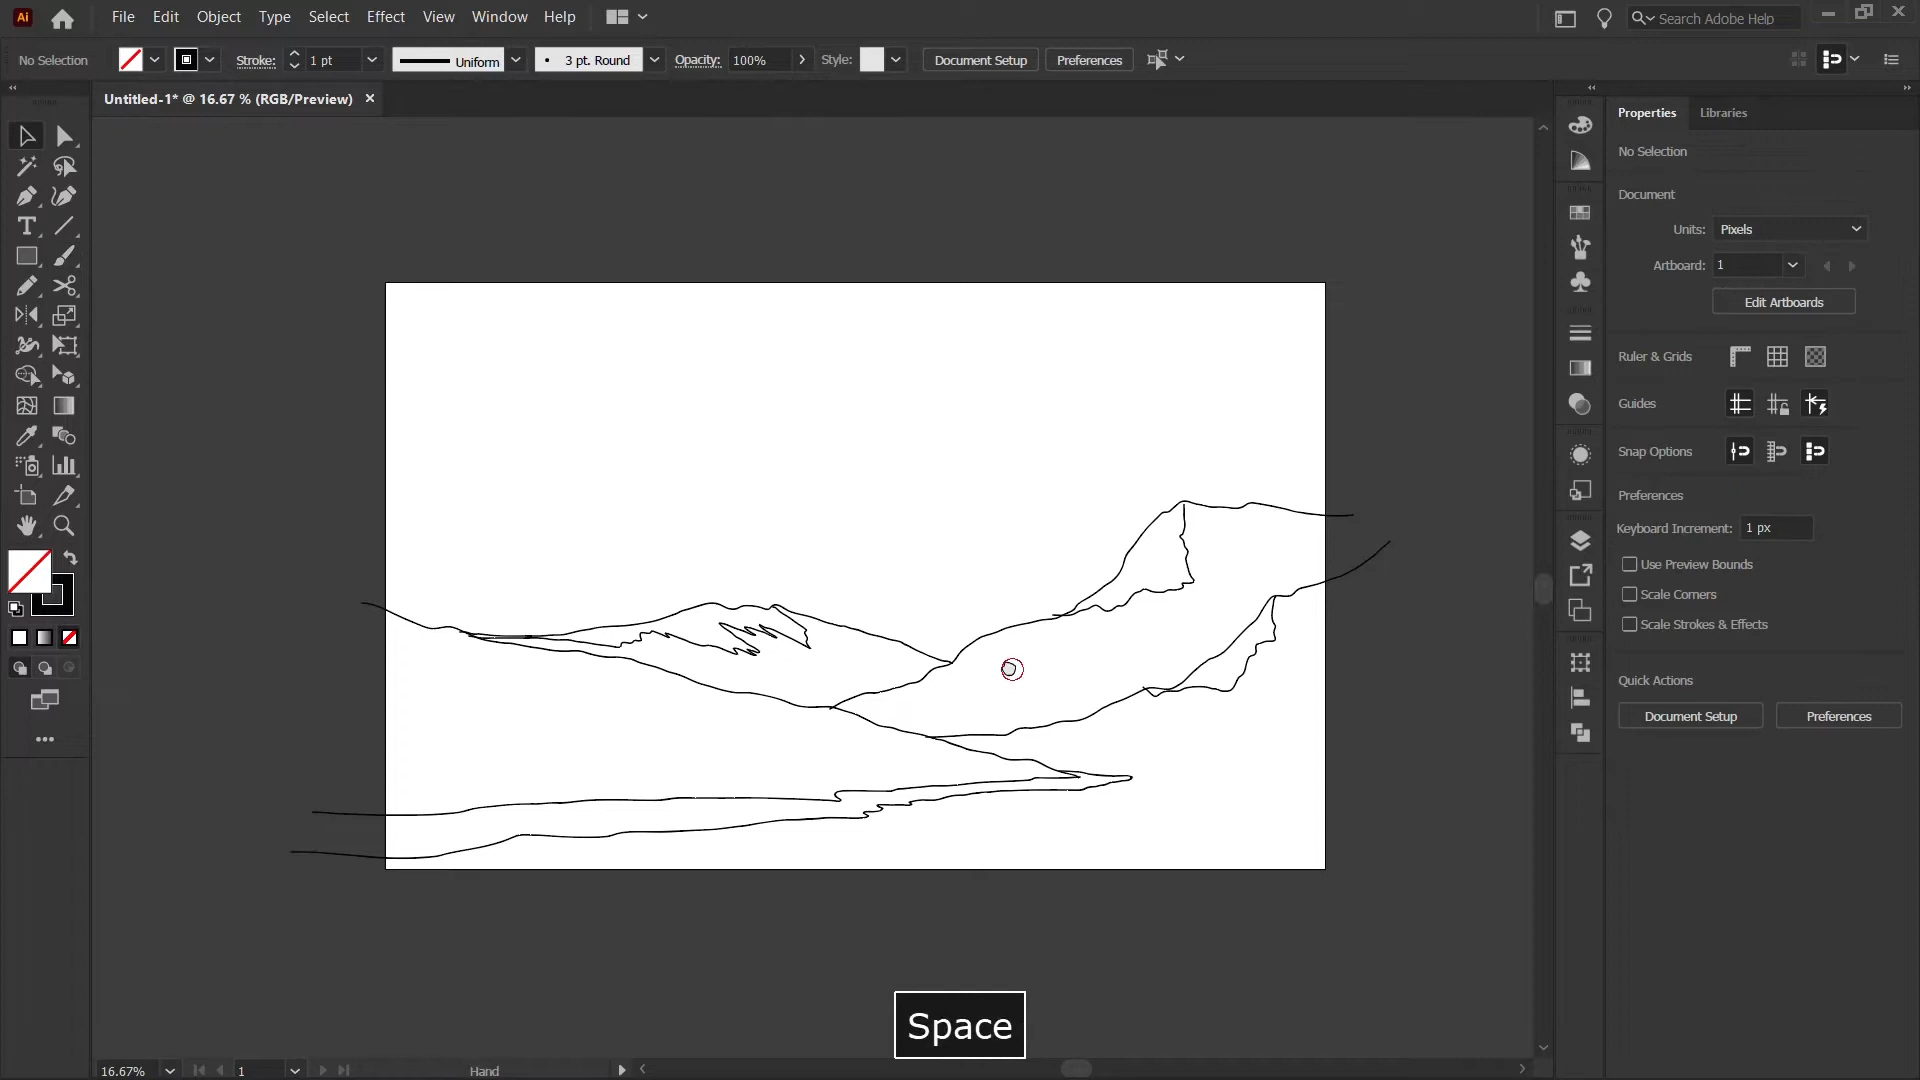 Ai
File Edit Object Type Select Effect View Window Help
Search Adobe Help
No Selection
Stroke:
1 pt
Uniform
3 pt. Round
Opacity:
100%
Style:
Document Setup
Preferences
Untitled-1* @ 16.67 % (RGB/Preview)
Properties
Libraries
No Selection
Document
Units:
Pixels
Artboard:
1
Edit Artboards
Ruler & Grids
Guides
Snap Options
Preferences
Keyboard Increment:
1 px
Use Preview Bounds
Scale Corners
Scale Strokes & Effects
Quick Actions
Document Setup
Preferences
Space
16.67%
1
Hand